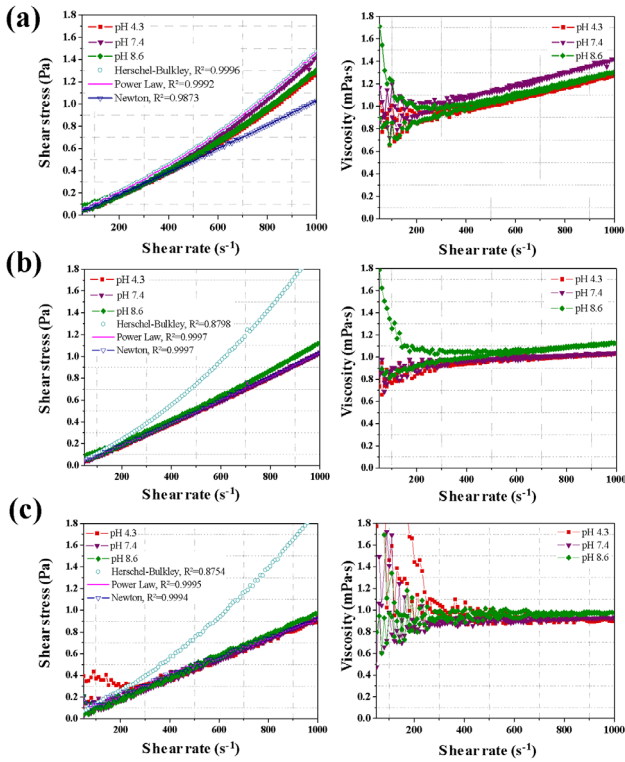 (a)
Shear stress (Pa)
1.8
1.6
1.4
1.2
1.0
0.8
0.6
0.4
0.2
0.0
pH 4.3
pH 7.4
pH 8.6
Herschel-Bulkley, R²=0.9996
Power Law, R²=0.9992
Newton, R²=0.9873
200 400 600 800 1000
Shear rate (s⁻¹)
Viscosity (mPa·s)
1.8
1.6
1.4
1.2
1.0
0.8
0.6
0.4
0.2
0.0
pH 4.3
pH 7.4
pH 8.6
200 400 600 800 1000
Shear rate (s⁻¹)
(b)
Shear stress (Pa)
1.8
1.6
1.4
1.2
1.0
0.8
0.6
0.4
0.2
0.0
pH 4.3
pH 7.4
pH 8.6
Herschel-Bulkley, R²=0.8798
Power Law, R²=0.9997
Newton, R²=0.9997
200 400 600 800 1000
Shear rate (s⁻¹)
Viscosity (mPa·s)
1.8
1.6
1.4
1.2
1.0
0.8
0.6
0.4
0.2
0.0
pH 4.3
pH 7.4
pH 8.6
200 400 600 800 1000
Shear rate (s⁻¹)
(c)
Shear stress (Pa)
1.8
1.6
1.4
1.2
1.0
0.8
0.6
0.4
0.2
0.0
pH 4.3
pH 7.4
pH 8.6
Herschel-Bulkley, R²=0.8754
Power Law, R²=0.9995
Newton, R²=0.9994
200 400 600 800 1000
Shear rate (s⁻¹)
Viscosity (mPa·s)
1.8
1.6
1.4
1.2
1.0
0.8
0.6
0.4
0.2
0.0
pH 4.3
pH 7.4
pH 8.6
200 400 600 800 1000
Shear rate (s⁻¹)